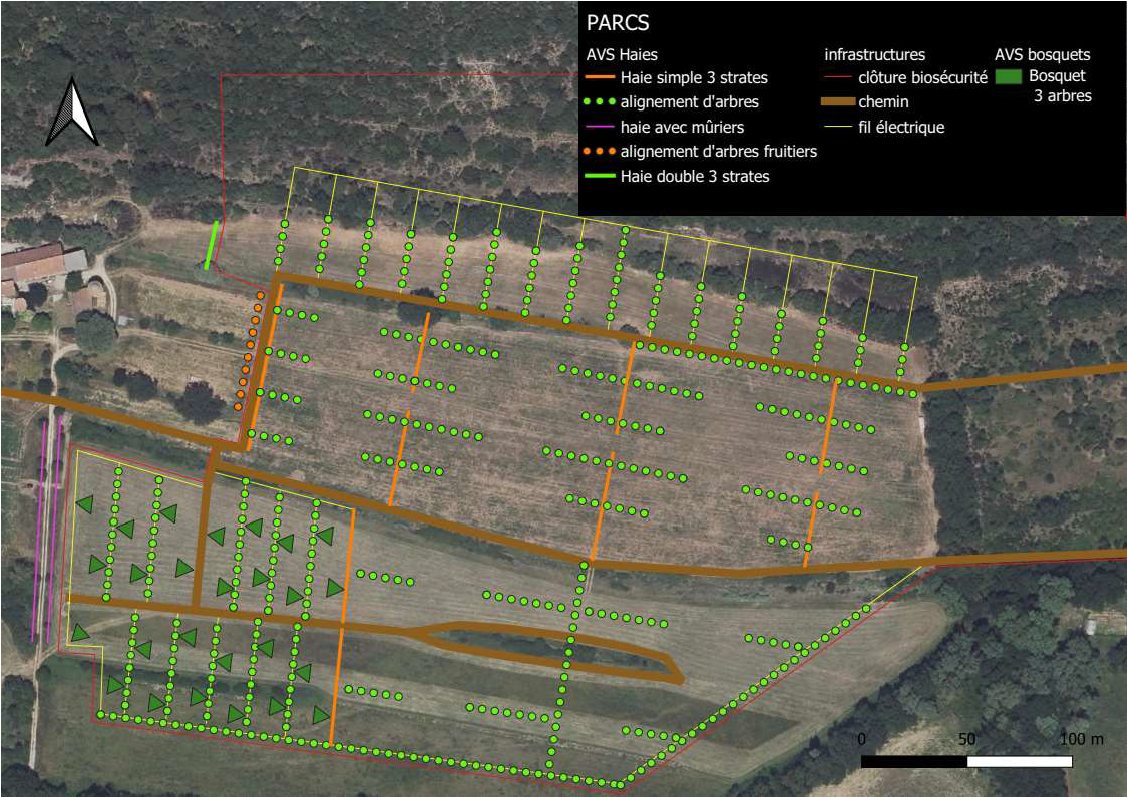 PARCS
AVS Haies
Haie simple 3 strates
alignement d'arbres
haie avec mûriers
alignement d'arbres fruitiers
Haie double 3 strates
infrastructures
clôture biosécurité
chemin
fil électrique
AVS bosquets
Bosquet
3 arbres
0 50 100 m